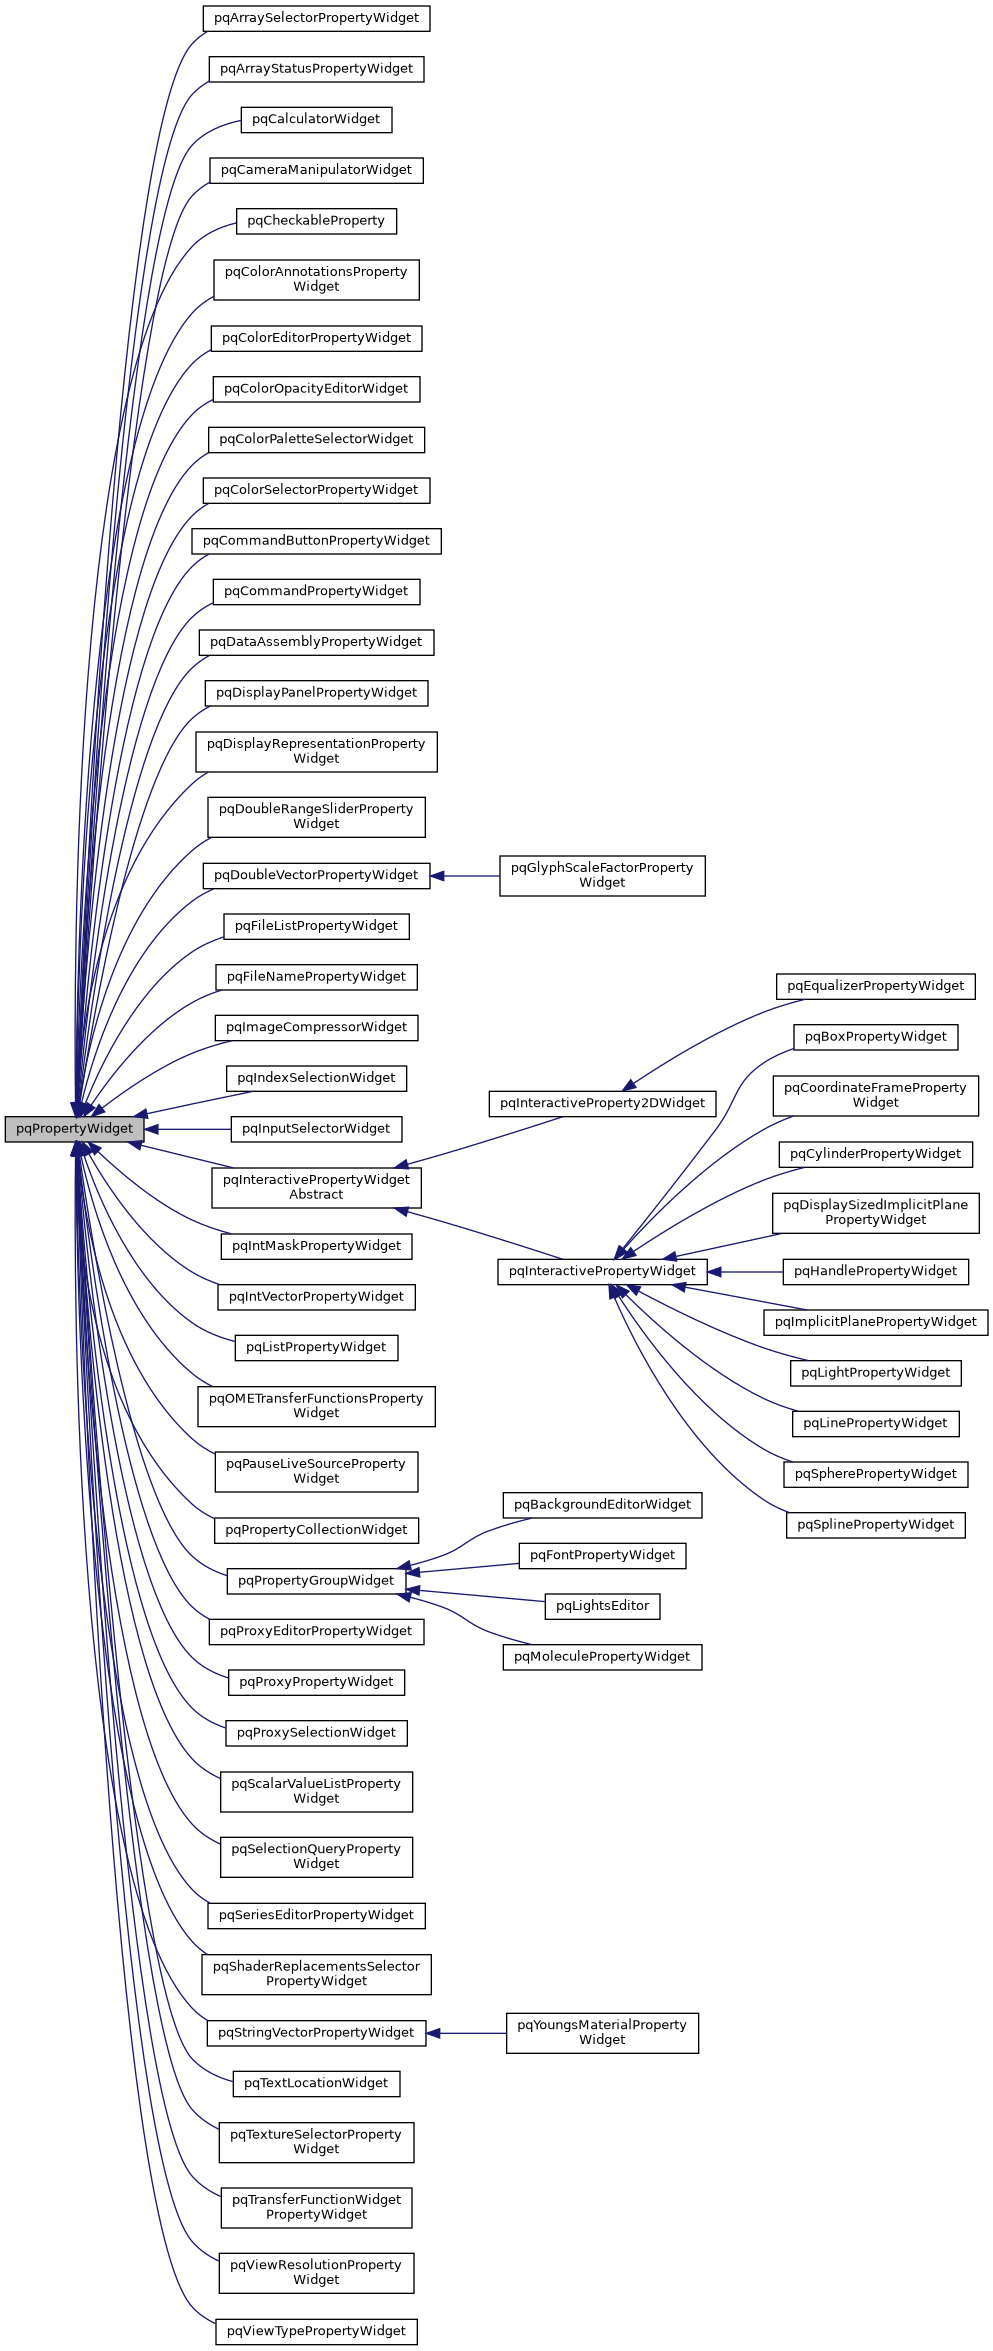 pqArraySelectorPropertyWidget
pqArrayStatusPropertyWidget
pqCalculatorWidget
pqCameraManipulatorWidget
pqCheckableProperty
pqColorAnnotationsProperty
Widget
pqColorEditorPropertyWidget
pqColorOpacityEditorWidget
pqColorPaletteSelectorWidget
pqColorSelectorPropertyWidget
pqCommandButtonPropertyWidget
pqCommandPropertyWidget
pqDataAssemblyPropertyWidget
pqDisplayPanelPropertyWidget
pqDisplayRepresentationProperty
Widget
pqDoubleRangeSliderProperty
Widget
pqDoubleVectorPropertyWidget
pqGlyphScaleFactorProperty
Widget
pqFileListPropertyWidget
pqFileNamePropertyWidget
pqImageCompressorWidget
pqIndexSelectionWidget
pqPropertyWidget
pqInputSelectorWidget
pqInteractivePropertyWidget
Abstract
pqInteractiveProperty2DWidget
pqEqualizerPropertyWidget
pqInteractivePropertyWidget
pqBoxPropertyWidget
pqCoordinateFrameProperty
Widget
pqCylinderPropertyWidget
pqDisplaySizedImplicitPlane
PropertyWidget
pqHandlePropertyWidget
pqImplicitPlanePropertyWidget
pqLightPropertyWidget
pqLinePropertyWidget
pqSpherePropertyWidget
pqSplinePropertyWidget
pqIntMaskPropertyWidget
pqIntVectorPropertyWidget
pqListPropertyWidget
pqOMETransferFunctionsProperty
Widget
pqPauseLiveSourceProperty
Widget
pqPropertyCollectionWidget
pqPropertyGroupWidget
pqBackgroundEditorWidget
pqFontPropertyWidget
pqLightsEditor
pqMoleculePropertyWidget
pqProxyEditorPropertyWidget
pqProxyPropertyWidget
pqProxySelectionWidget
pqScalarValueListProperty
Widget
pqSelectionQueryProperty
Widget
pqSeriesEditorPropertyWidget
pqShaderReplacementsSelector
PropertyWidget
pqStringVectorPropertyWidget
pqYoungsMaterialProperty
Widget
pqTextLocationWidget
pqTextureSelectorProperty
Widget
pqTransferFunctionWidget
PropertyWidget
pqViewResolutionProperty
Widget
pqViewTypePropertyWidget